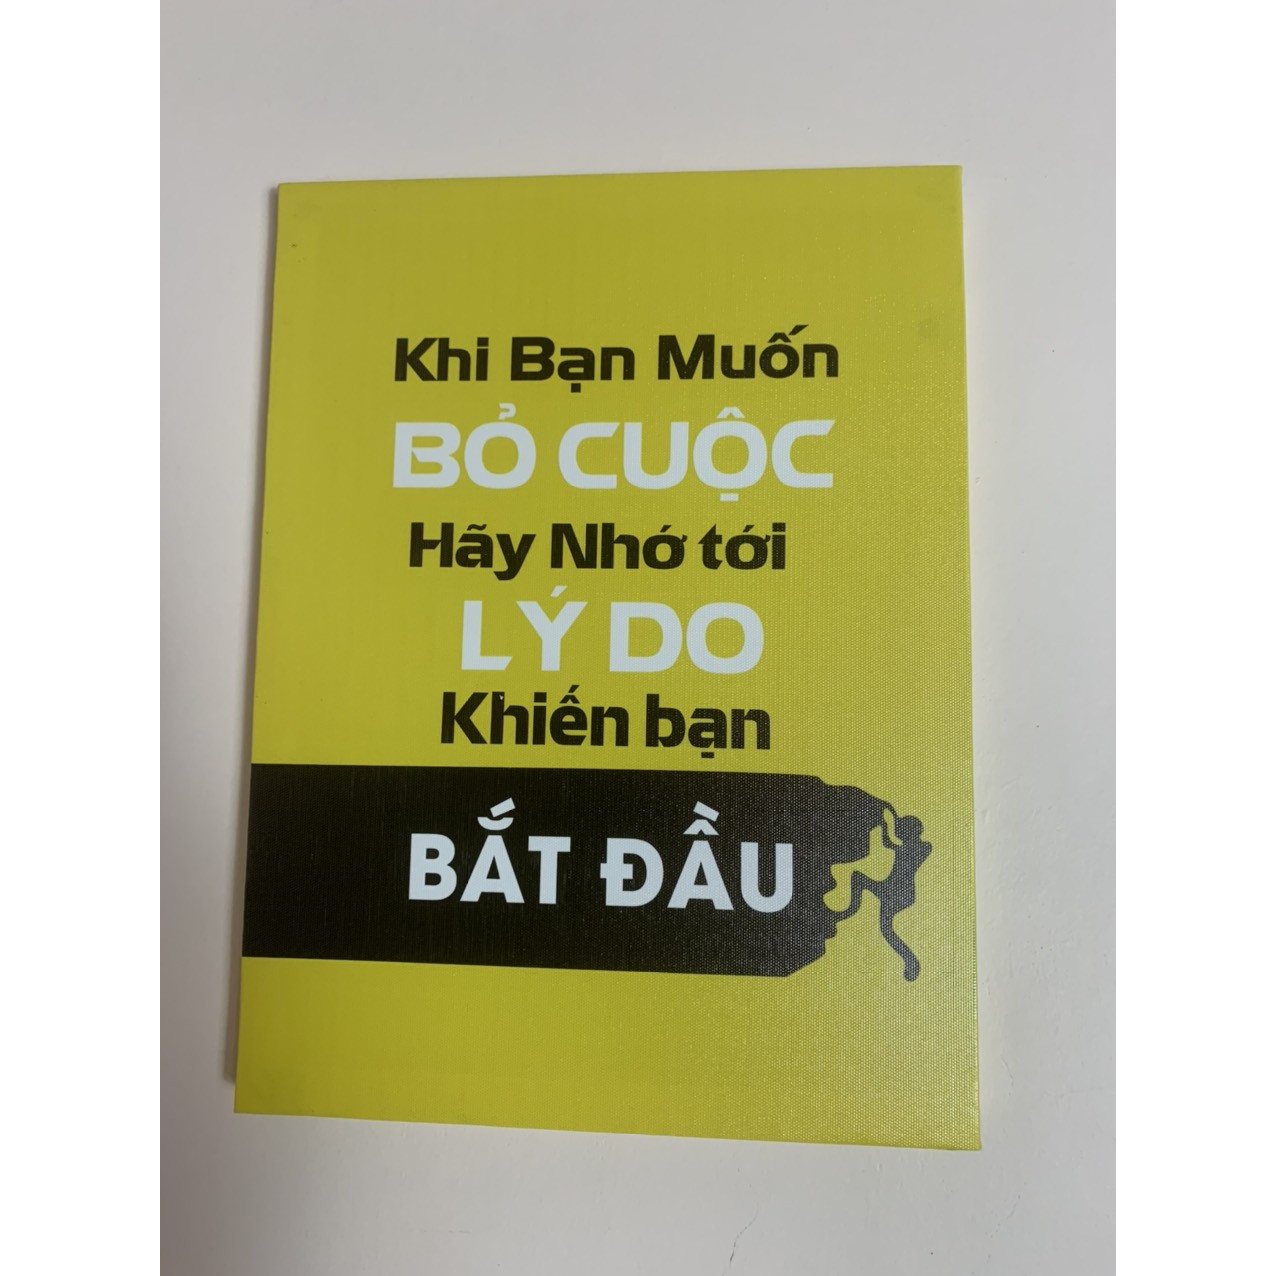 Khi Bạn Muốn
BỎ CUỘC
Hãy Nhớ tới
LÝ DO
Khiến bạn
BẮT ĐẦU